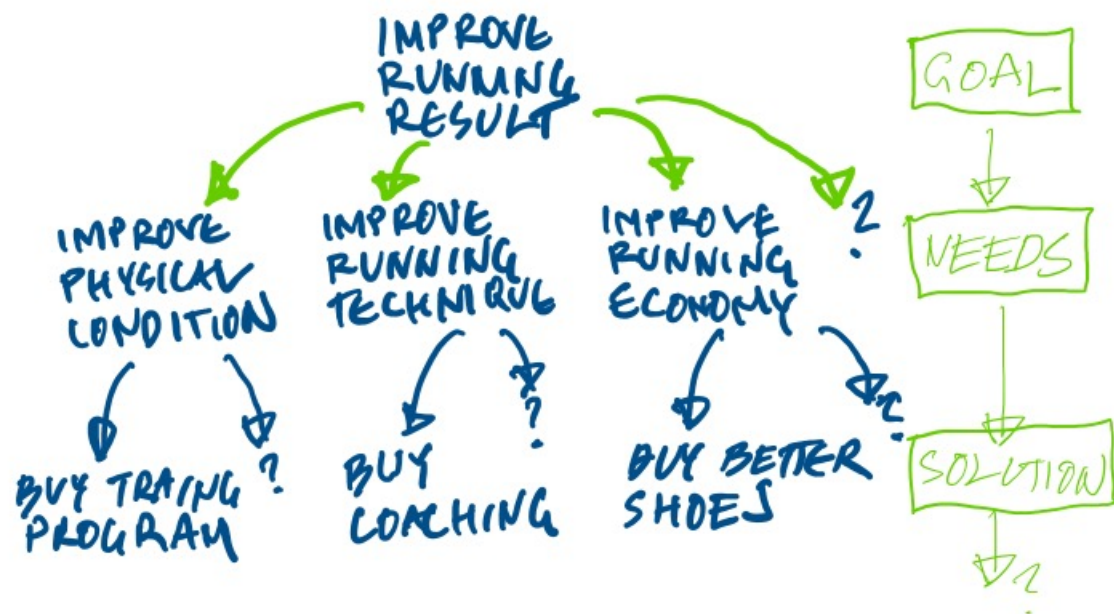 IMPROVE
RUNNING
RESULT
GOAL
IMPROVE
PHYSICAL
CONDITION
IMPROVE
RUNNING
TECHNIQUE
IMPROVE
RUNNING
ECONOMY
?
NEEDS
BUY TRAING
PROGRAM
?
BUY
COACHING
?
BUY BETTER
SHOES
?
SOLUTION
?